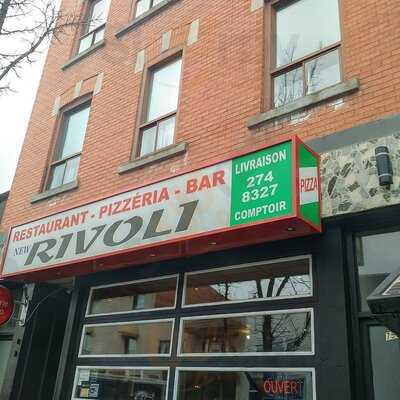 RESTAURANT - PIZZÉRIA - BAR
NEW RIVOLI
LIVRAISON
274
8327
COMPTOIR
PIZZA
OUVERT